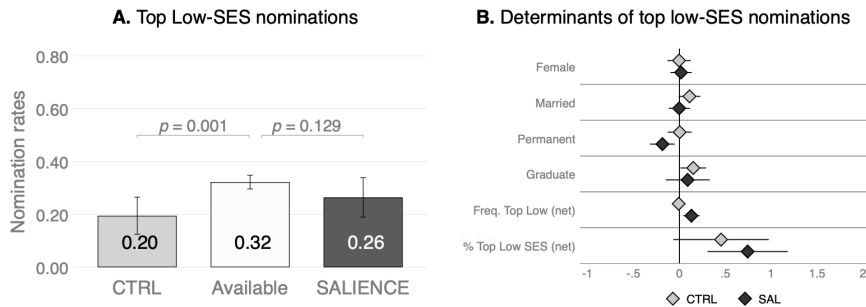 A. Top Low-SES nominations
Nomination rates
0.80
0.60
0.40
0.20
0.00
p = 0.001
p = 0.129
0.20
0.32
0.26
CTRL
Available
SALIENCE
B. Determinants of top low-SES nominations
Female
Married
Permanent
Graduate
Freq. Top Low (net)
% Top Low SES (net)
-1
-.5
0
.5
1
1.5
2
CTRL
SAL